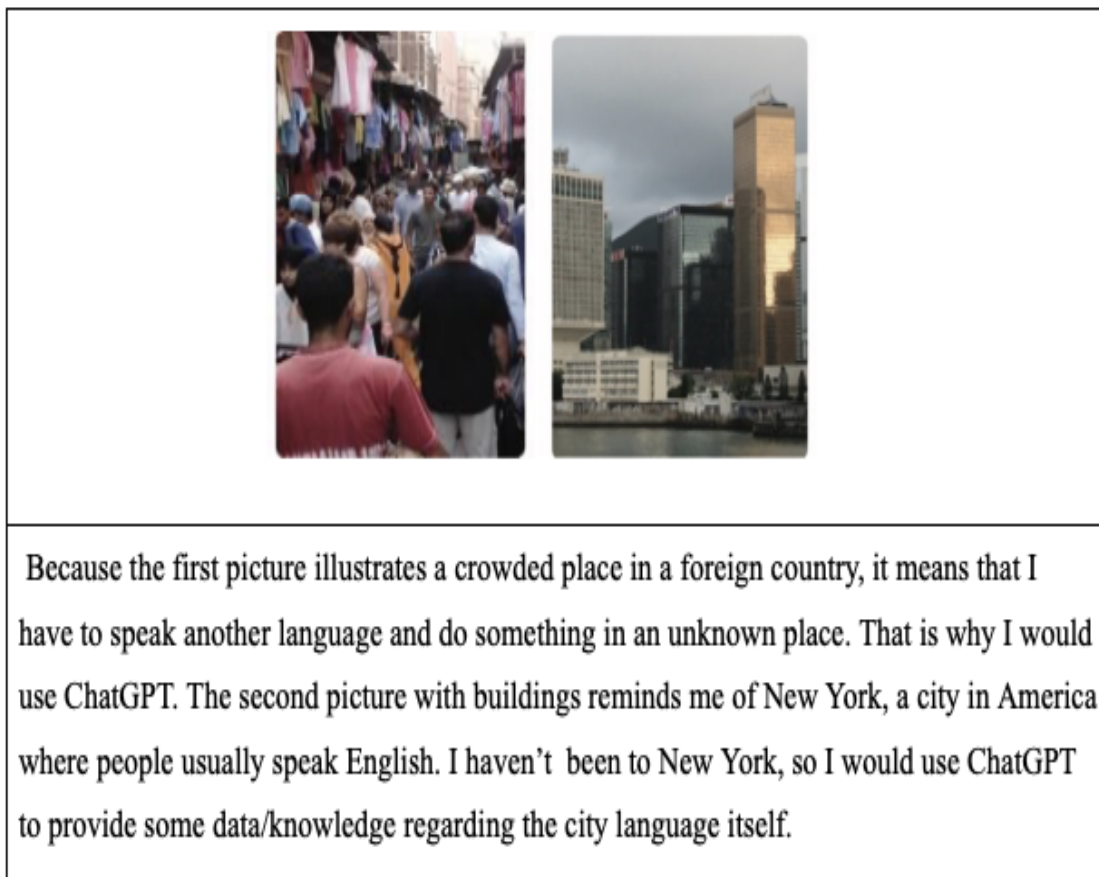 Because the first picture illustrates a crowded place in a foreign country, it means that I
have to speak another language and do something in an unknown place. That is why I would
use ChatGPT. The second picture with buildings reminds me of New York, a city in America
where people usually speak English. I haven’t  been to New York, so I would use ChatGPT
to provide some data/knowledge regarding the city language itself.